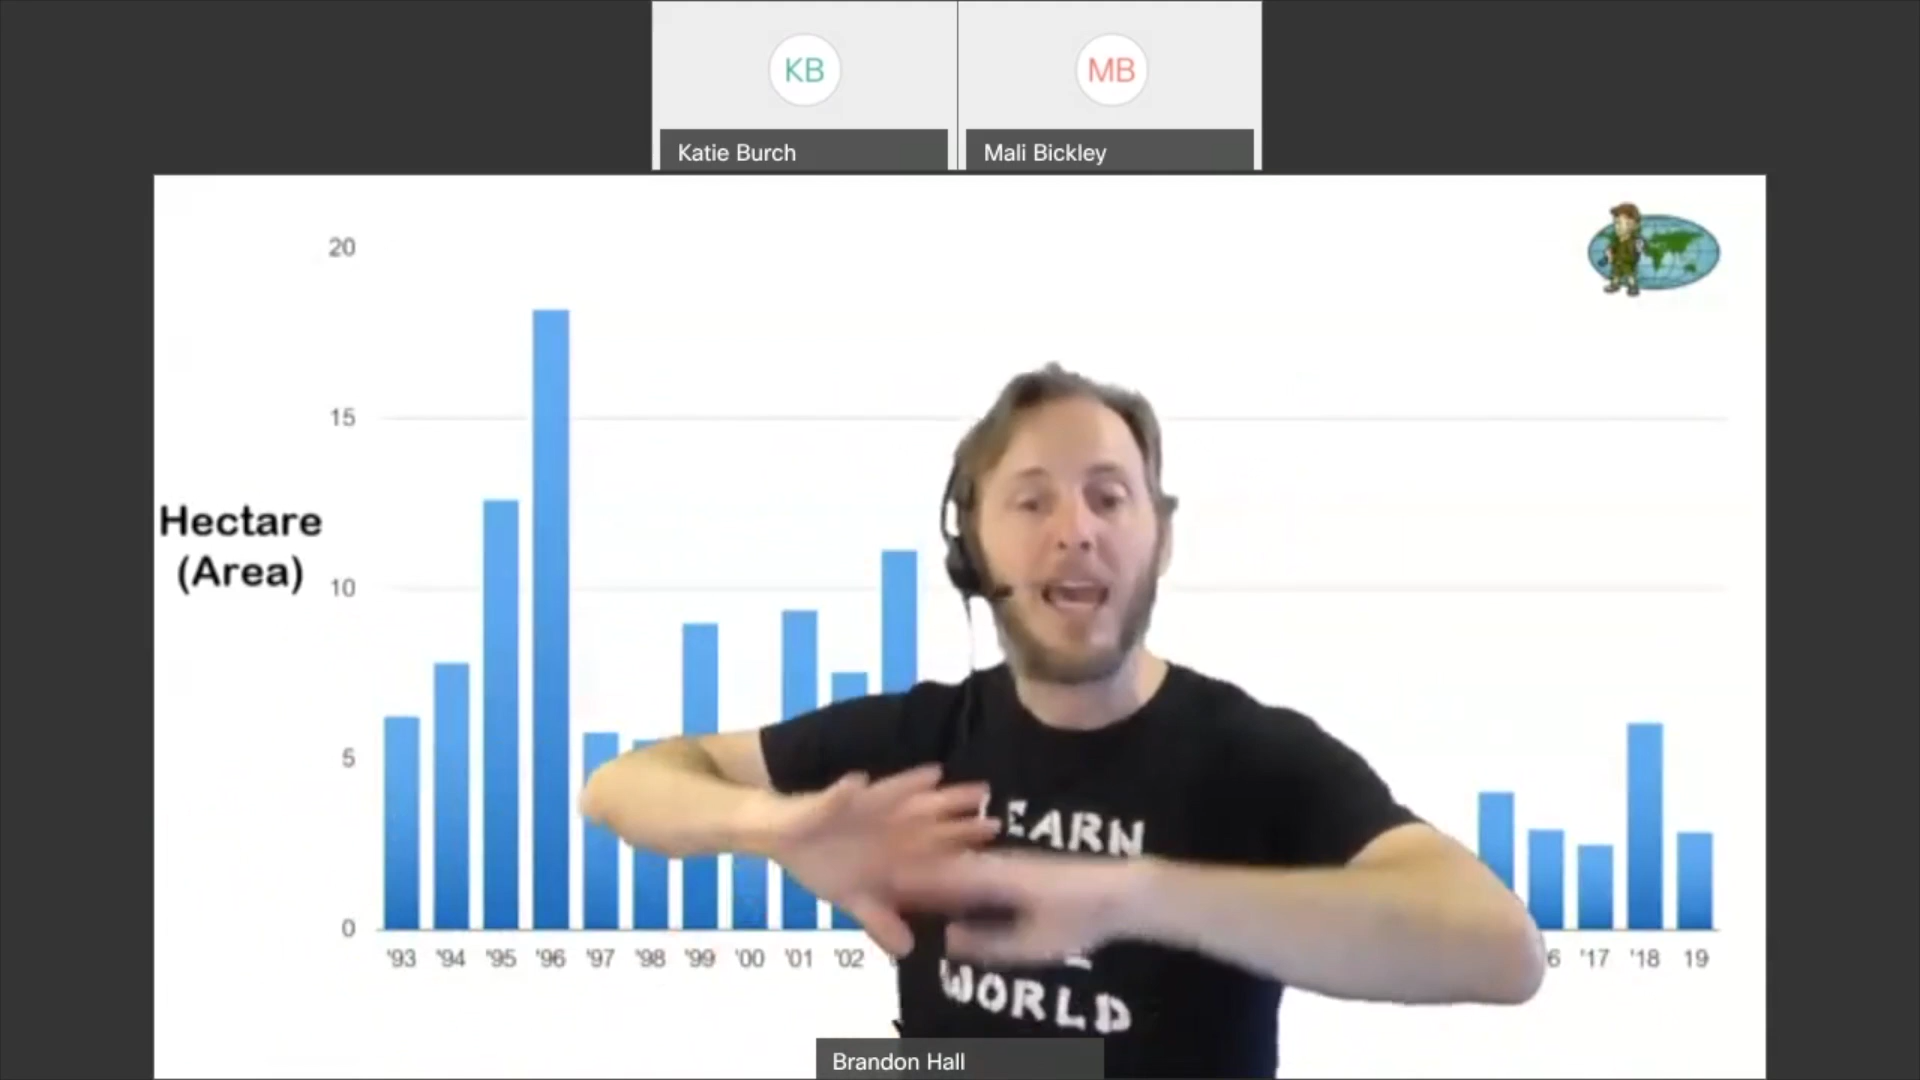 KB
MB
Katie Burch
Mali Bickley
20
15
Hectare
(Area)
10
5
0
'93 '94 '95 '96 '97 '98 '99 '00 '01 '02 '17 '18 19
LEARN
WORLD
Brandon Hall